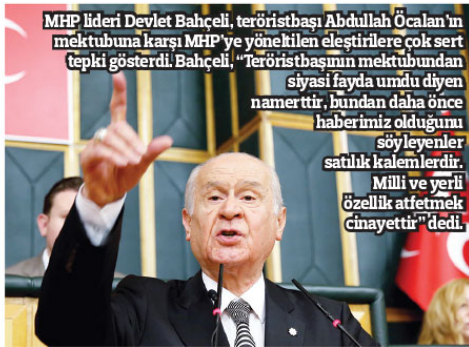 MHP lideri Devlet Bahçeli, teröristbaşı Abdullah Öcalan'ın
mektubuna karşı MHP'ye yöneltilen eleştirilere çok sert
tepki gösterdi. Bahçeli, “Teröristbaşının mektubundan
siyasi fayda umdu diyen
namerttir, bundan daha önce
haberimiz olduğunu
söyleyenler
satılık kalemlerdir.
Milli ve yerli
özellik atfetmek
cinayettir” dedi.